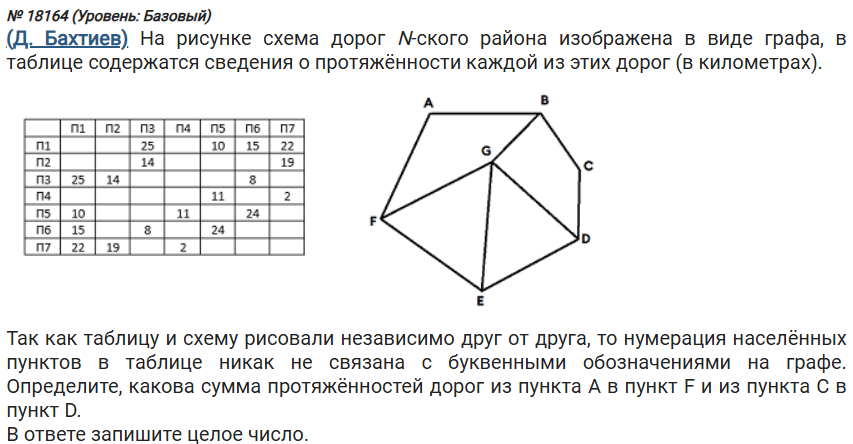 № 18164 (Уровень: Базовый)
(Д. Бахтиев) На рисунке схема дорог N-ского района изображена в виде графа, в
таблице содержатся сведения о протяжённости каждой из этих дорог (в километрах).
П1 П2 П3 П4 П5 П6 П7
П1 25 10 15 22
П2 14 19
П3 25 14 8
П4 11 2
П5 10 11 24
П6 15 8 24
П7 22 19 2
A B
G
C
F
D
E
Так как таблицу и схему рисовали независимо друг от друга, то нумерация населённых
пунктов в таблице никак не связана с буквенными обозначениями на графе.
Определите, какова сумма протяжённостей дорог из пункта A в пункт F и из пункта C в
пункт D.
В ответе запишите целое число.